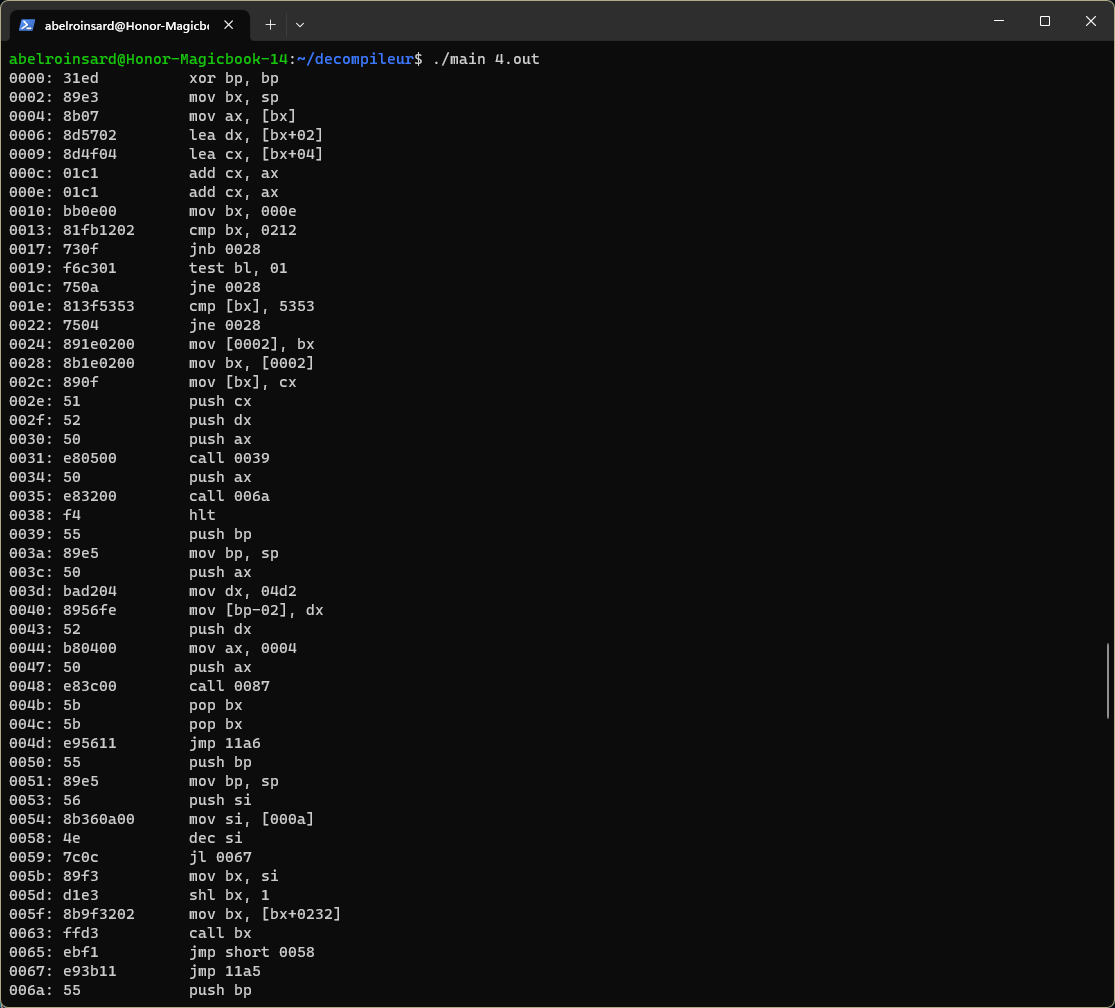 abelroinsard@Honor-Magicbo
abelroinsard@Honor-Magicbook-14:~/decompileur$ ./main 4.out
0000: 31ed          xor bp, bp
0002: 89e3          mov bx, sp
0004: 8b07          mov ax, [bx]
0006: 8d5702        lea dx, [bx+02]
0009: 8d4f04        lea cx, [bx+04]
000c: 01c1          add cx, ax
000e: 01c1          add cx, ax
0010: bb0e00        mov bx, 000e
0013: 81fb1202      cmp bx, 0212
0017: 730f          jnb 0028
0019: f6c301        test bl, 01
001c: 750a          jne 0028
001e: 813f5353      cmp [bx], 5353
0022: 7504          jne 0028
0024: 891e0200      mov [0002], bx
0028: 8b1e0200      mov bx, [0002]
002c: 890f          mov [bx], cx
002e: 51            push cx
002f: 52            push dx
0030: 50            push ax
0031: e80500        call 0039
0034: 50            push ax
0035: e83200        call 006a
0038: f4            hlt
0039: 55            push bp
003a: 89e5          mov bp, sp
003c: 50            push ax
003d: bad204        mov dx, 04d2
0040: 8956fe        mov [bp-02], dx
0043: 52            push dx
0044: b80400        mov ax, 0004
0047: 50            push ax
0048: e83c00        call 0087
004b: 5b            pop bx
004c: 5b            pop bx
004d: e95611        jmp 11a6
0050: 55            push bp
0051: 89e5          mov bp, sp
0053: 56            push si
0054: 8b360a00      mov si, [000a]
0058: 4e            dec si
0059: 7c0c          jl 0067
005b: 89f3          mov bx, si
005d: d1e3          shl bx, 1
005f: 8b9f3202      mov bx, [bx+0232]
0063: ffd3          call bx
0065: ebf1          jmp short 0058
0067: e93b11        jmp 11a5
006a: 55            push bp